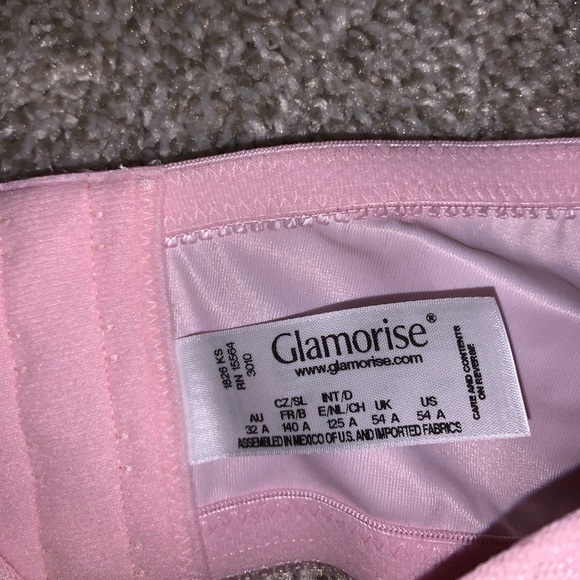 1826 KS
RN 15564
3010
Glamorise®
www.glamorise.com
CZ/SL INT/D
AU FR/B E/NL/CH UK US
32 A 140 A 125 A 54 A 54 A
ASSEMBLED IN MEXICO OF U.S. AND IMPORTED FABRICS
CARE AND CONTENTS
ON REVERSE